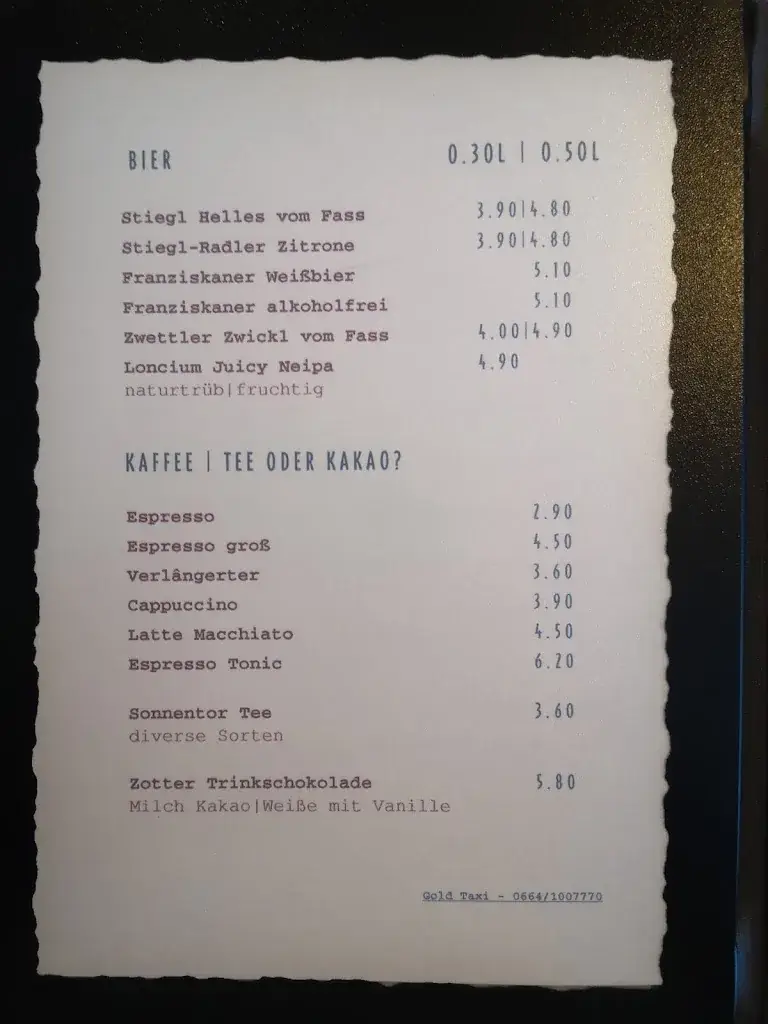 BIER 0.30L | 0.50L
Stiegl Helles vom Fass 3.90|4.80
Stiegl-Radler Zitrone 3.90|4.80
Franziskaner Weißbier 5.10
Franziskaner alkoholfrei 5.10
Zwettler Zwickl vom Fass 4.00|4.90
Loncium Juicy Neipa 4.90
naturtrüb|fruchtig
KAFFEE | TEE ODER KAKAO?
Espresso 2.90
Espresso groß 4.50
Verlângerter 3.60
Cappuccino 3.90
Latte Macchiato 4.50
Espresso Tonic 6.20
Sonnentor Tee 3.60
diverse Sorten
Zotter Trinkschokolade 5.80
Milch Kakao|Weiße mit Vanille
Gold Taxi - 0664/1007770